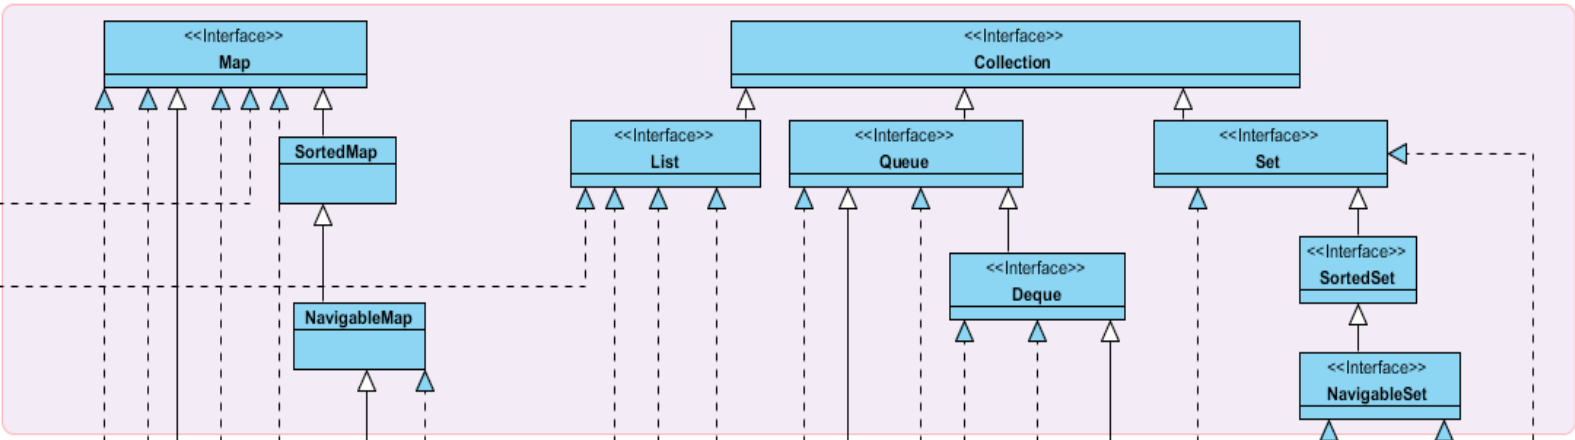 <<Interface>>
Map
<<Interface>>
Collection
<<Interface>>
List
<<Interface>>
Queue
<<Interface>>
Set
SortedMap
<<Interface>>
Deque
<<Interface>>
SortedSet
NavigableMap
<<Interface>>
NavigableSet